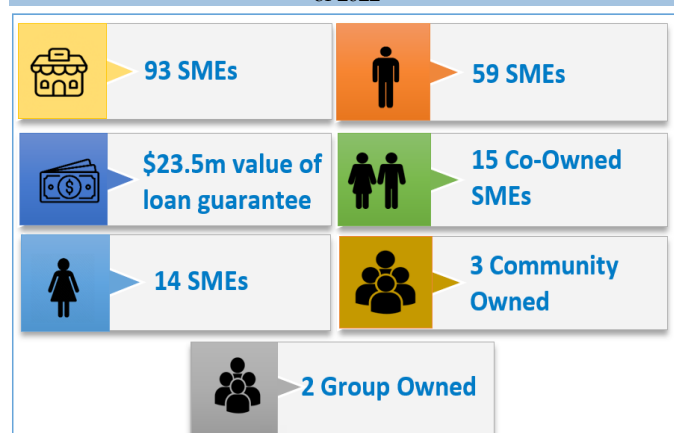 93 SMEs
59 SMEs
$23.5m value of
loan guarantee
15 Co-Owned
SMEs
14 SMEs
3 Community
Owned
2 Group Owned